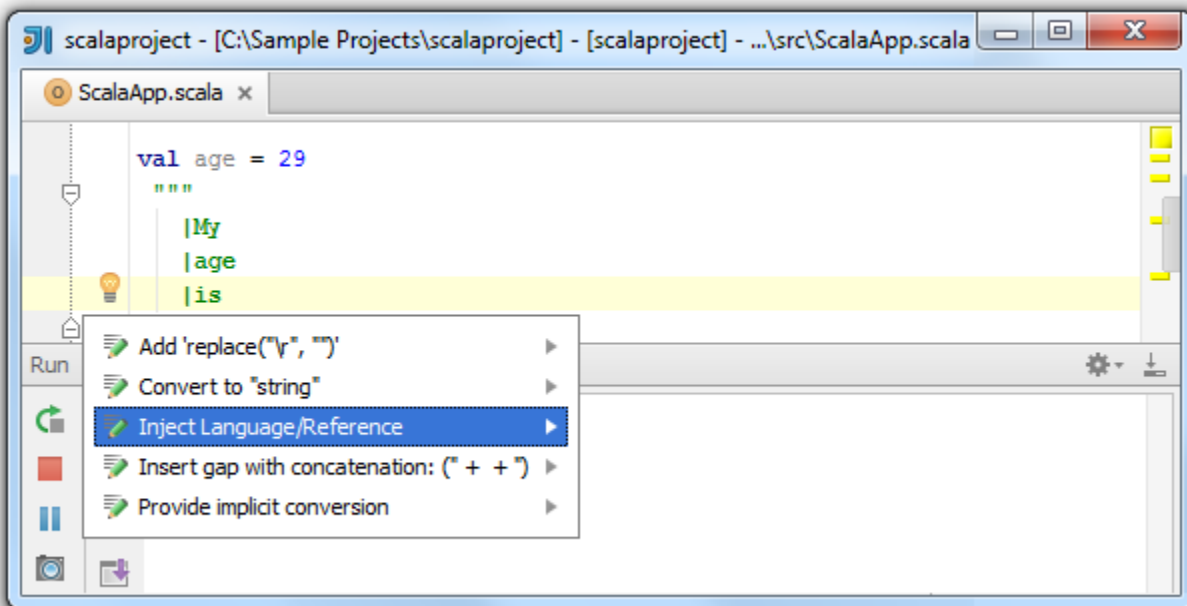 scalaproject - [C:\Sample Projects\scalaproject] - [scalaproject] - ...\src\ScalaApp.scala
ScalaApp.scala
val age = 29
"""
|My
|age
|is
Add 'replace("\r", "")'
Convert to "string"
Inject Language/Reference
Insert gap with concatenation: (" + + ")
Provide implicit conversion
Run